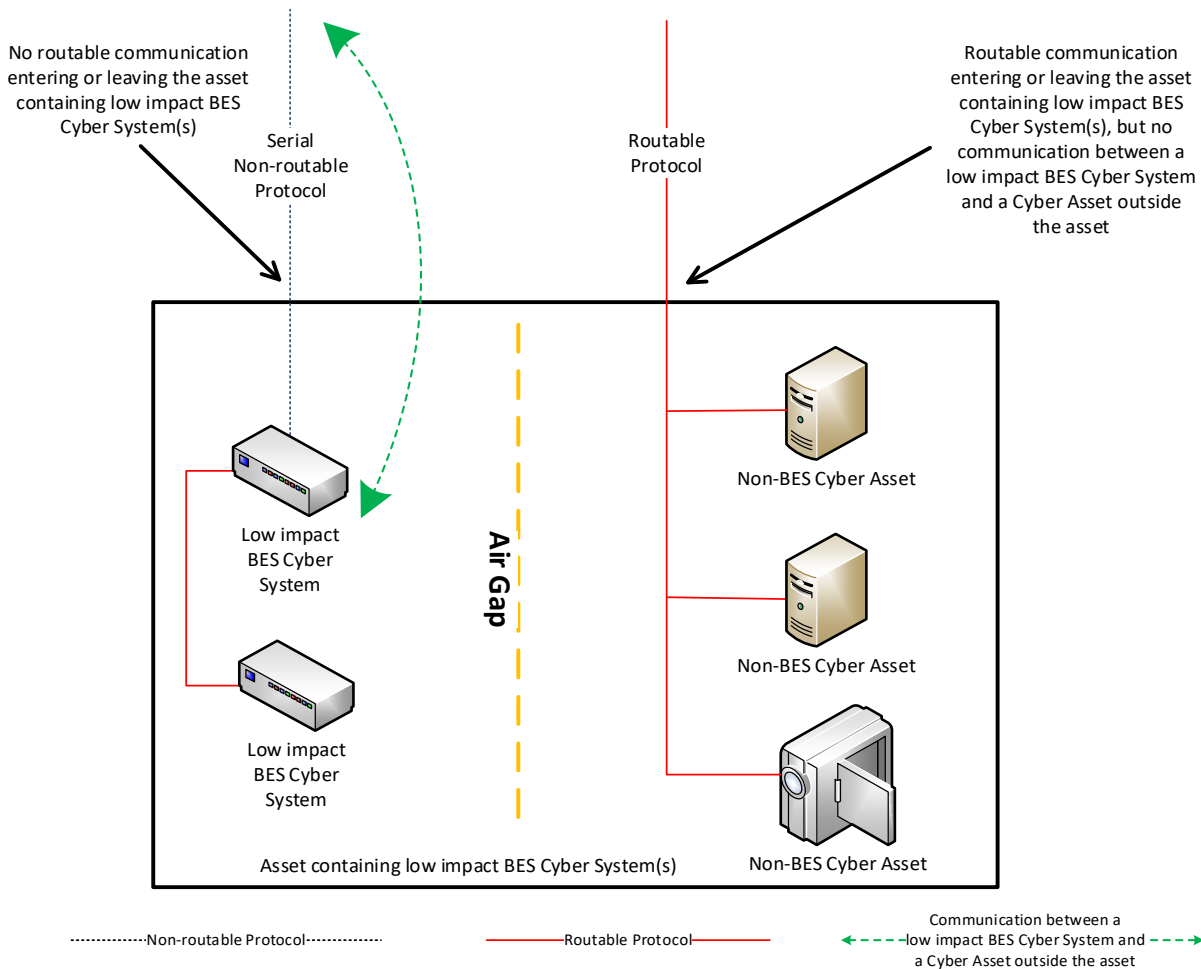 No routable communication
entering or leaving the asset
containing low impact BES
Cyber System(s)
Serial
Non-routable
Protocol
Routable
Protocol
Routable communication
entering or leaving the asset
containing low impact BES
Cyber System(s), but no
communication between a
low impact BES Cyber System
and a Cyber Asset outside
the asset
Low impact
BES Cyber
System
Low impact
BES Cyber
System
Air Gap
Non-BES Cyber Asset
Non-BES Cyber Asset
Non-BES Cyber Asset
Asset containing low impact BES Cyber System(s)
Non-routable Protocol
Routable Protocol
Communication between a
low impact BES Cyber System and
a Cyber Asset outside the asset